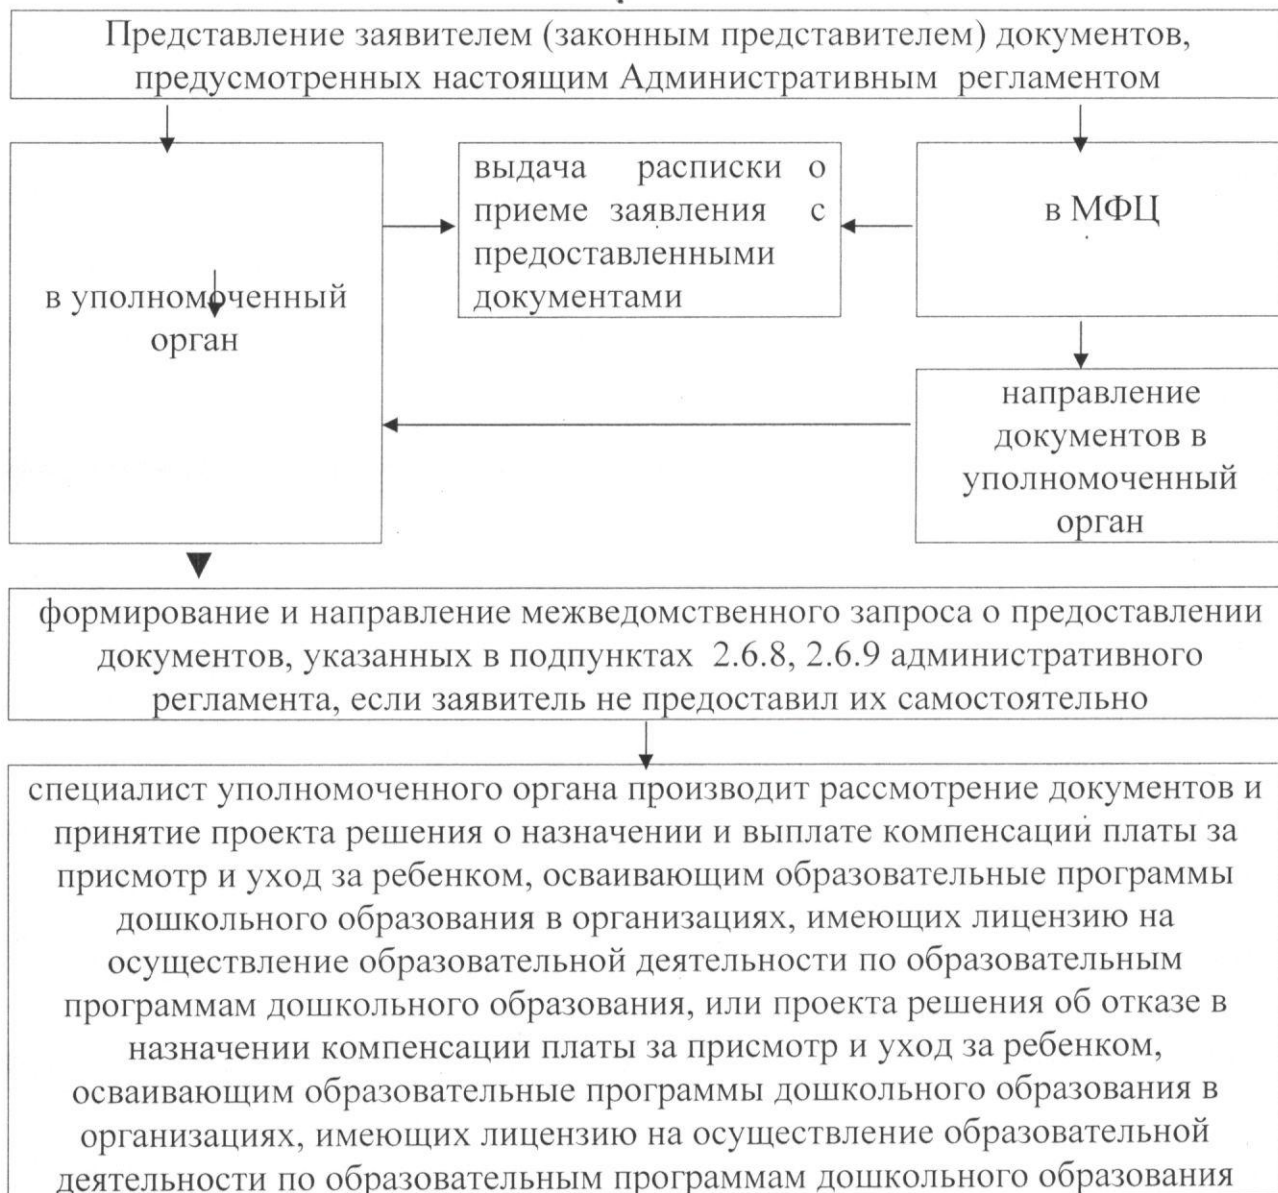 Представление заявителем (законным представителем) документов,
предусмотренных настоящим Административным регламентом
в уполномоченный
орган
выдача расписки о
приеме заявления с
предоставленными
документами
в МФЦ
направление
документов в
уполномоченный
орган
формирование и направление межведомственного запроса о предоставлении
документов, указанных в подпунктах 2.6.8, 2.6.9 административного
регламента, если заявитель не предоставил их самостоятельно
специалист уполномоченного органа производит рассмотрение документов и
принятие проекта решения о назначении и выплате компенсации платы за
присмотр и уход за ребенком, осваивающим образовательные программы
дошкольного образования в организациях, имеющих лицензию на
осуществление образовательной деятельности по образовательным
программам дошкольного образования, или проекта решения об отказе в
назначении компенсации платы за присмотр и уход за ребенком,
осваивающим образовательные программы дошкольного образования в
организациях, имеющих лицензию на осуществление образовательной
деятельности по образовательным программам дошкольного образования